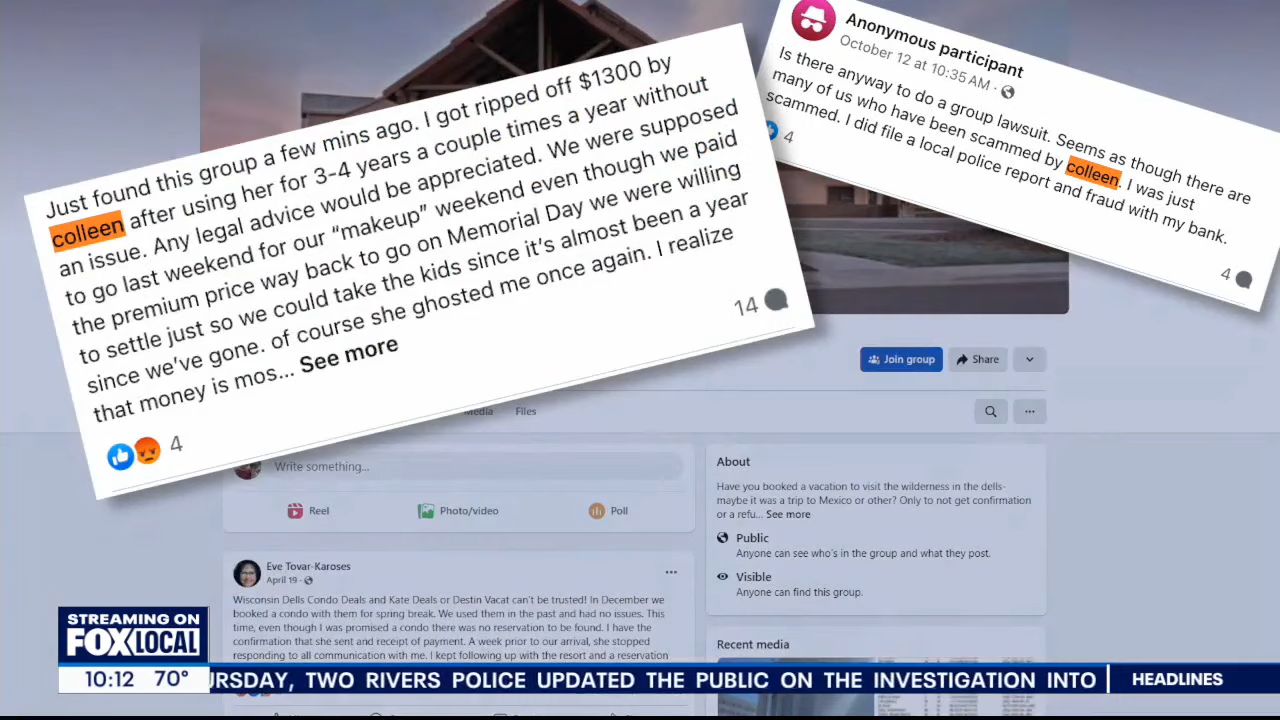 Just found this group a few mins ago. I got ripped off $1300 by
colleen after using her for 3-4 years a couple times a year without
an issue. Any legal advice would be appreciated. We were supposed
to go last weekend for our “makeup” weekend even though we paid
the premium price way back to go on Memorial Day we were willing
to settle just so we could take the kids since it’s almost been a year
since we’ve gone. of course she ghosted me once again. I realize
that money is mos... See more
14
4
Anonymous participant
October 12 at 10:35 AM ·
Is there anyway to do a group lawsuit. Seems as though there are
many of us who have been scammed by colleen. I was just
scammed. I did file a local police report and fraud with my bank.
4
4
Join group
Share
Media
Files
Write something...
Reel
Photo/video
Poll
About
Have you booked a vacation to visit the wilderness in the dells-
maybe it was a trip to Mexico or other? Only to not get confirmation
or a refu... See more
Public
Anyone can see who's in the group and what they post.
Visible
Anyone can find this group.
Recent media
Eve Tovar-Karoses
April 19 ·
Wisconsin Dells Condo Deals and Kate Deals or Destin Vacat can't be trusted! In December we
booked a condo with them for spring break. We used them in the past and had no issues. This
time, even though I was promised a condo there was no reservation to be found. I have the
confirmation that she sent and receipt of payment. A week prior to our arrival, she stopped
responding to all communication with me. I kept following up with the resort and a reservation
STREAMING ON
FOX LOCAL
10:12 70°
URSDAY, TWO RIVERS POLICE UPDATED THE PUBLIC ON THE INVESTIGATION INTO
HEADLINES